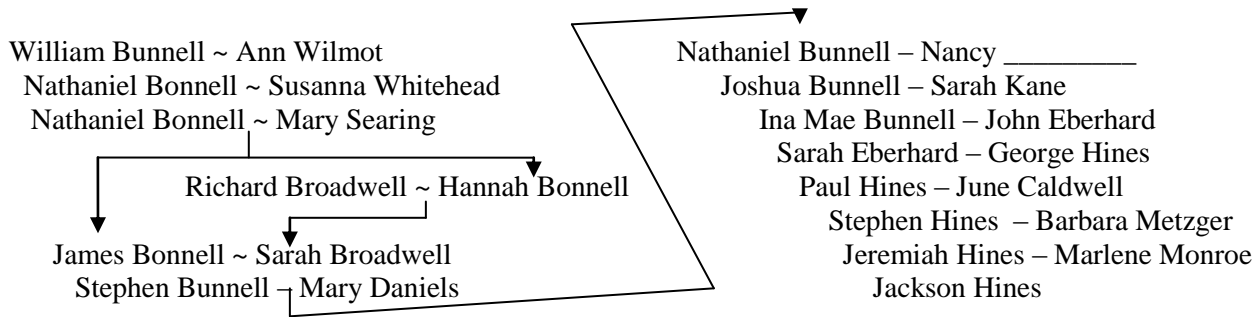 William Bunnell ~ Ann Wilmot
Nathaniel Bonnell ~ Susanna Whitehead
Nathaniel Bonnell ~ Mary Searing
Richard Broadwell ~ Hannah Bonnell
James Bonnell ~ Sarah Broadwell
Stephen Bunnell – Mary Daniels
Nathaniel Bunnell – Nancy _________
Joshua Bunnell – Sarah Kane
Ina Mae Bunnell – John Eberhard
Sarah Eberhard – George Hines
Paul Hines – June Caldwell
Stephen Hines – Barbara Metzger
Jeremiah Hines – Marlene Monroe
Jackson Hines